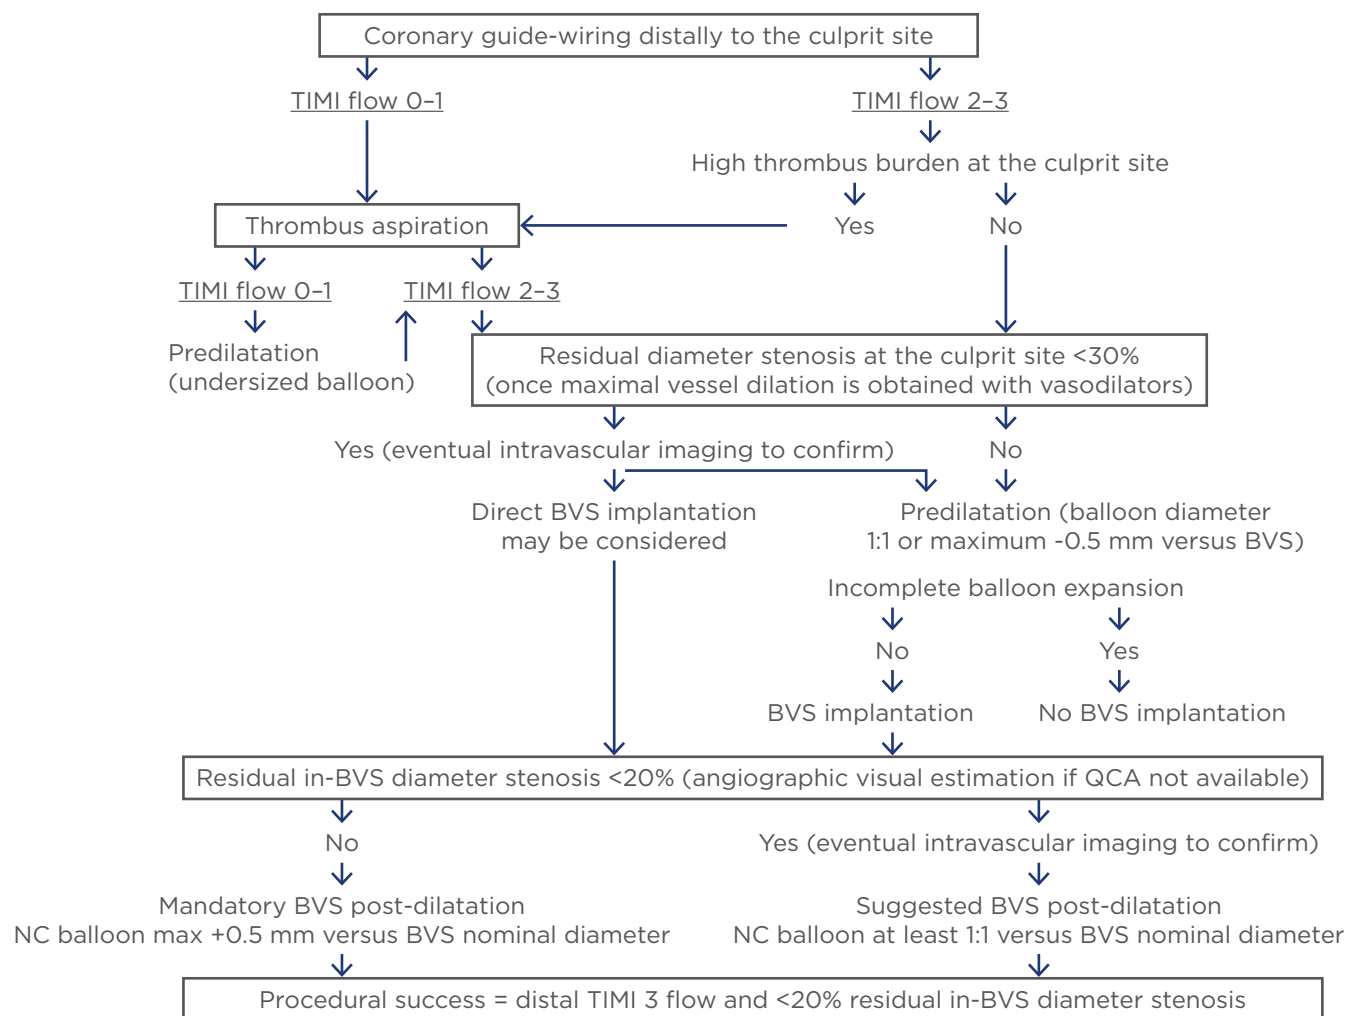 Coronary guide-wiring distally to the culprit site
TIMI flow 0–1
TIMI flow 2–3
High thrombus burden at the culprit site
Thrombus aspiration
Yes
No
TIMI flow 0–1
TIMI flow 2–3
Predilatation
(undersized balloon)
Residual diameter stenosis at the culprit site <30%
(once maximal vessel dilation is obtained with vasodilators)
Yes (eventual intravascular imaging to confirm)
No
Direct BVS implantation
may be considered
Predilatation (balloon diameter
1:1 or maximum -0.5 mm versus BVS)
Incomplete balloon expansion
No
Yes
BVS implantation
No BVS implantation
Residual in-BVS diameter stenosis <20% (angiographic visual estimation if QCA not available)
No
Yes (eventual intravascular imaging to confirm)
Mandatory BVS post-dilatation
NC balloon max +0.5 mm versus BVS nominal diameter
Suggested BVS post-dilatation
NC balloon at least 1:1 versus BVS nominal diameter
Procedural success = distal TIMI 3 flow and <20% residual in-BVS diameter stenosis